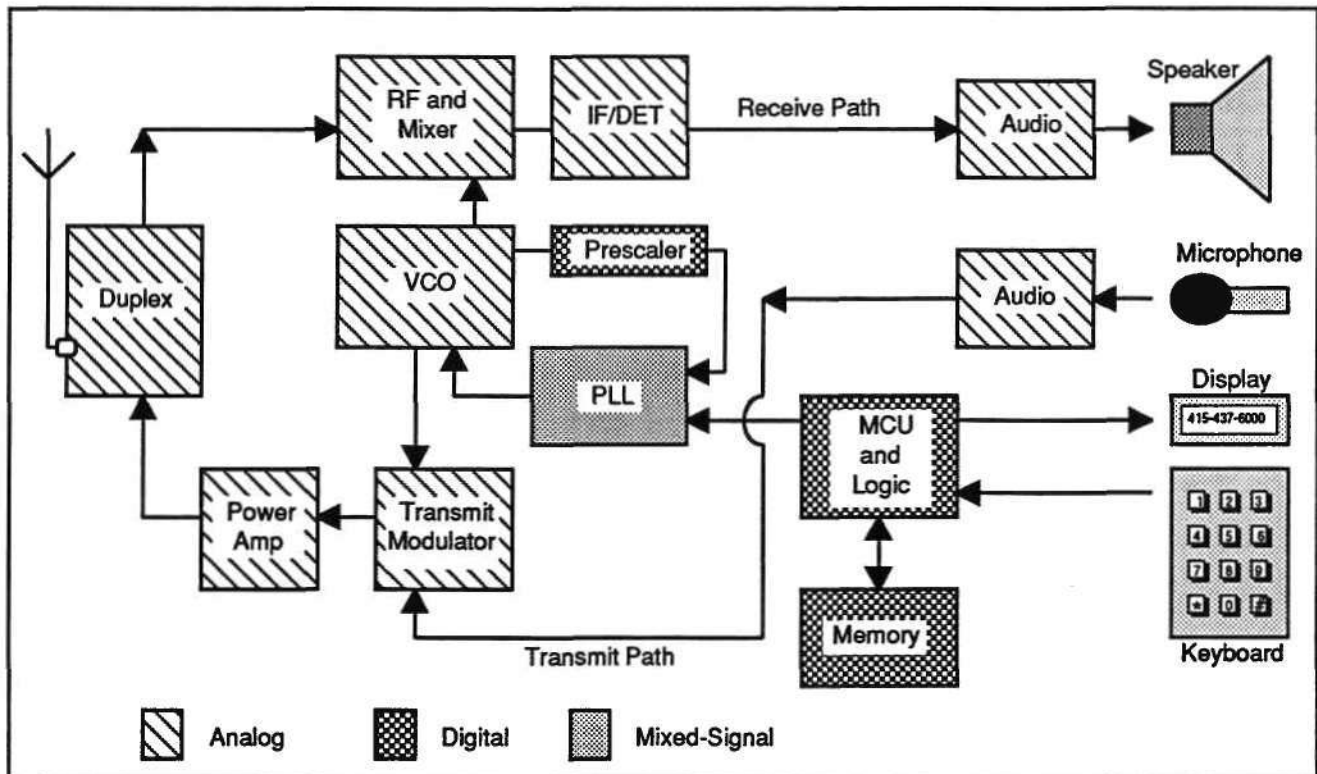 Speaker
RF and
Mixer
IF/DET
Receive Path
Audio
Duplex
VCO
Prescaler
Audio
Microphone
PLL
MCU
and
Logic
Display
415-437-6000
Power
Amp
Transmit
Modulator
1 2 3
4 5 6
7 8 9
* 0 #
Memory
Transmit Path
Keyboard
Analog
Digital
Mixed-Signal